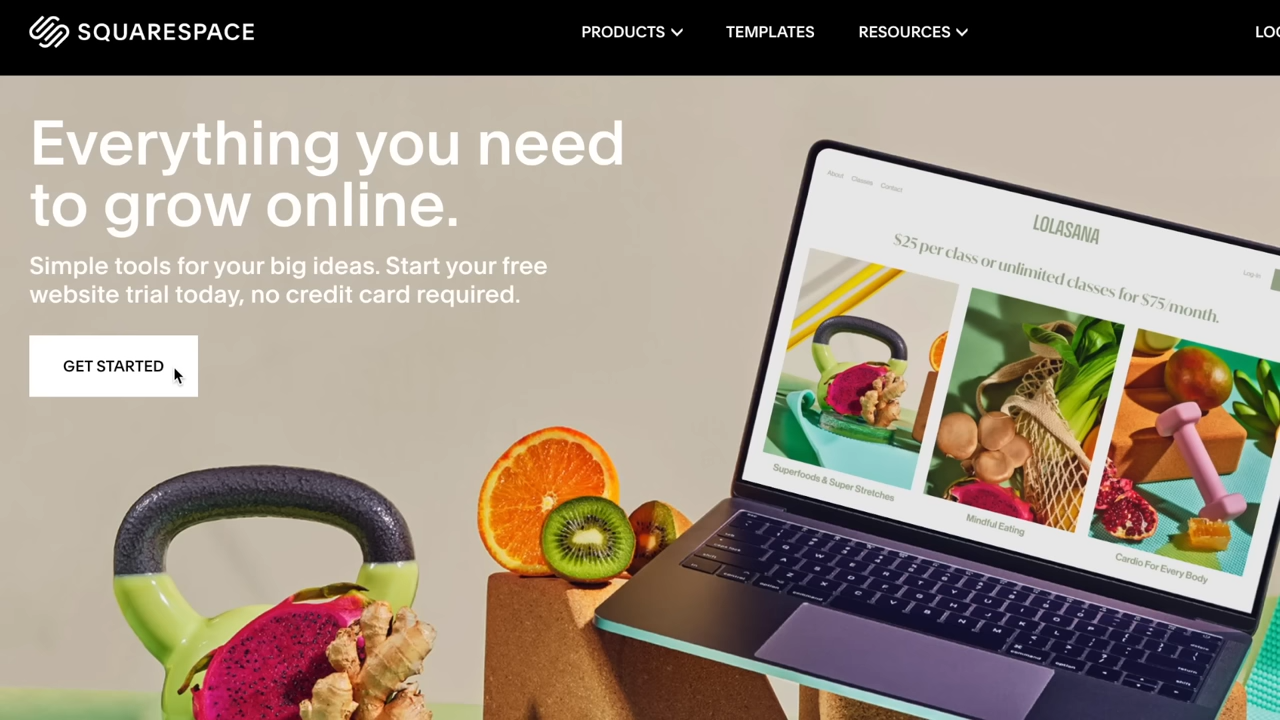 SQUARESPACE
PRODUCTS
TEMPLATES
RESOURCES
LOG
Everything you need
to grow online.
Simple tools for your big ideas. Start your free
website trial today, no credit card required.
GET STARTED
About Classes Contact
LOLASANA
Log in
$25 per class or unlimited classes for $75/month.
Superfoods & Super Stretches
Mindful Eating
Cardio For Every Body